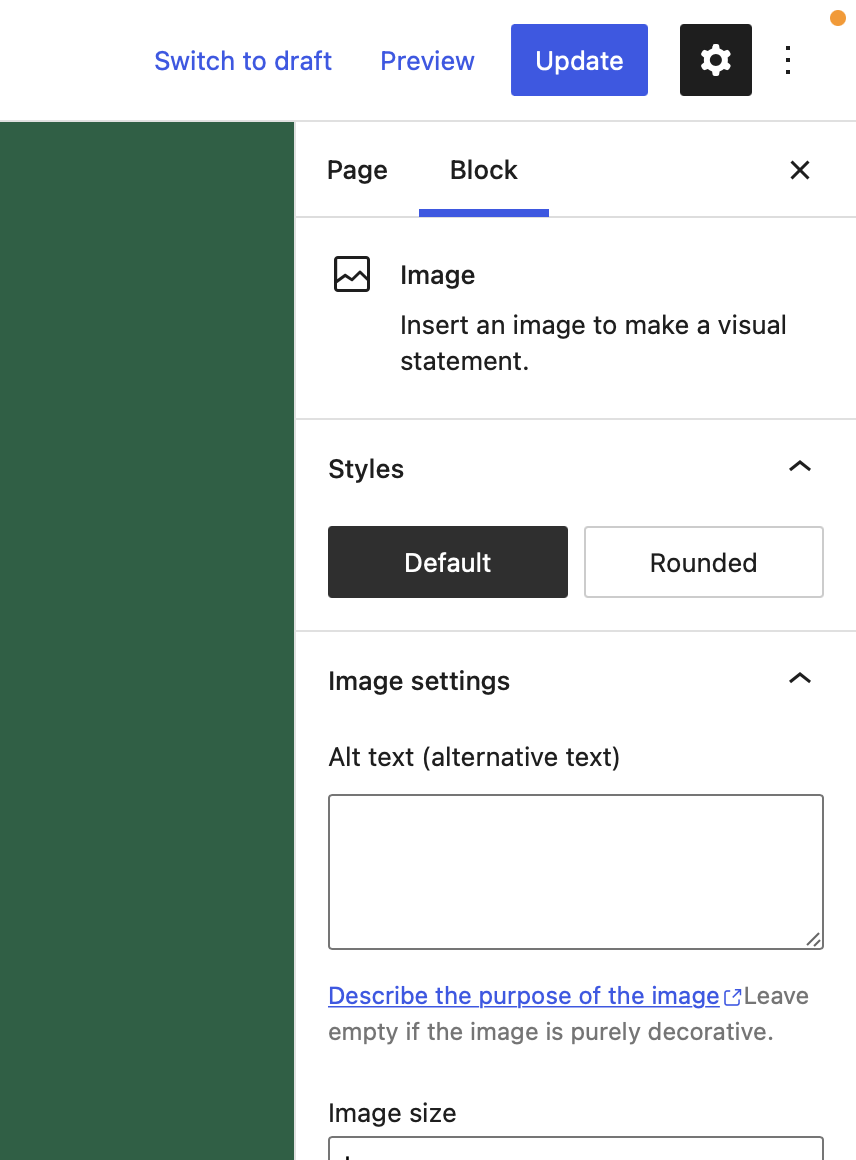 Switch to draft Preview Update
Page Block
Image
Insert an image to make a visual
statement.
Styles
Default Rounded
Image settings
Alt text (alternative text)
Describe the purpose of the image Leave
empty if the image is purely decorative.
Image size